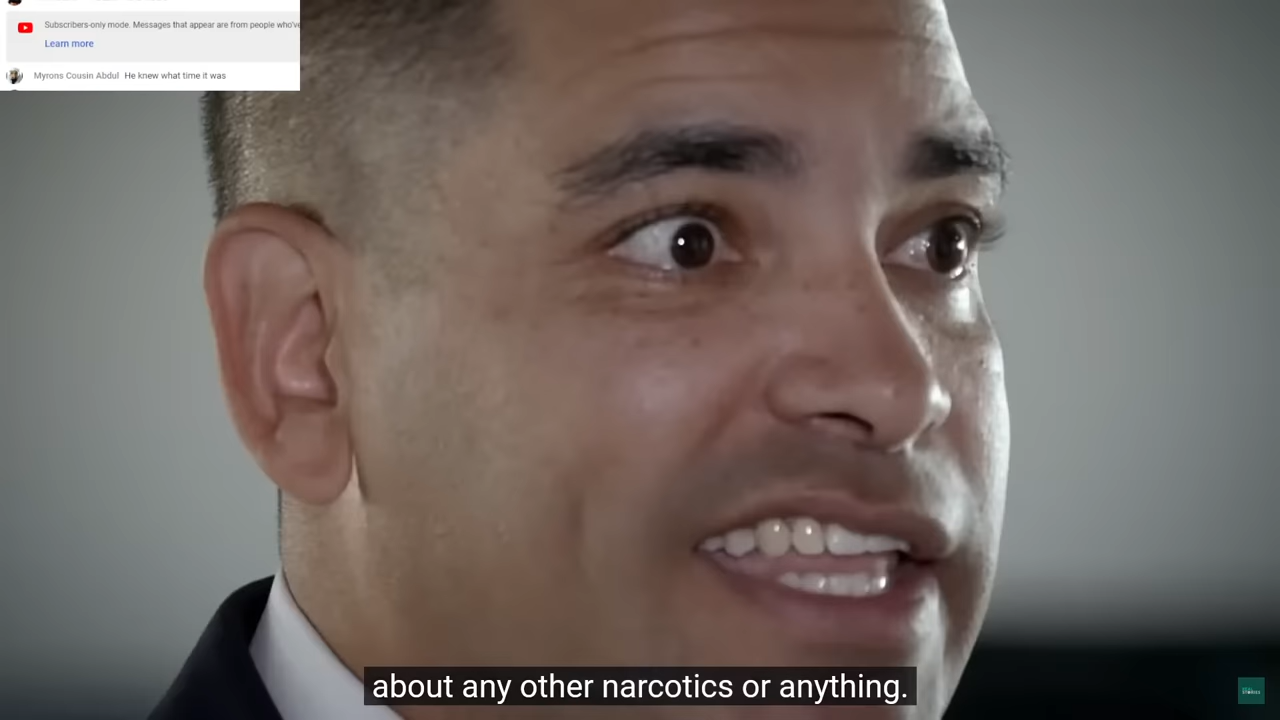 Subscribers-only mode. Messages that appear are from people who've
Learn more
Myrons Cousin Abdul He knew what time it was
about any other narcotics or anything.
STORIES